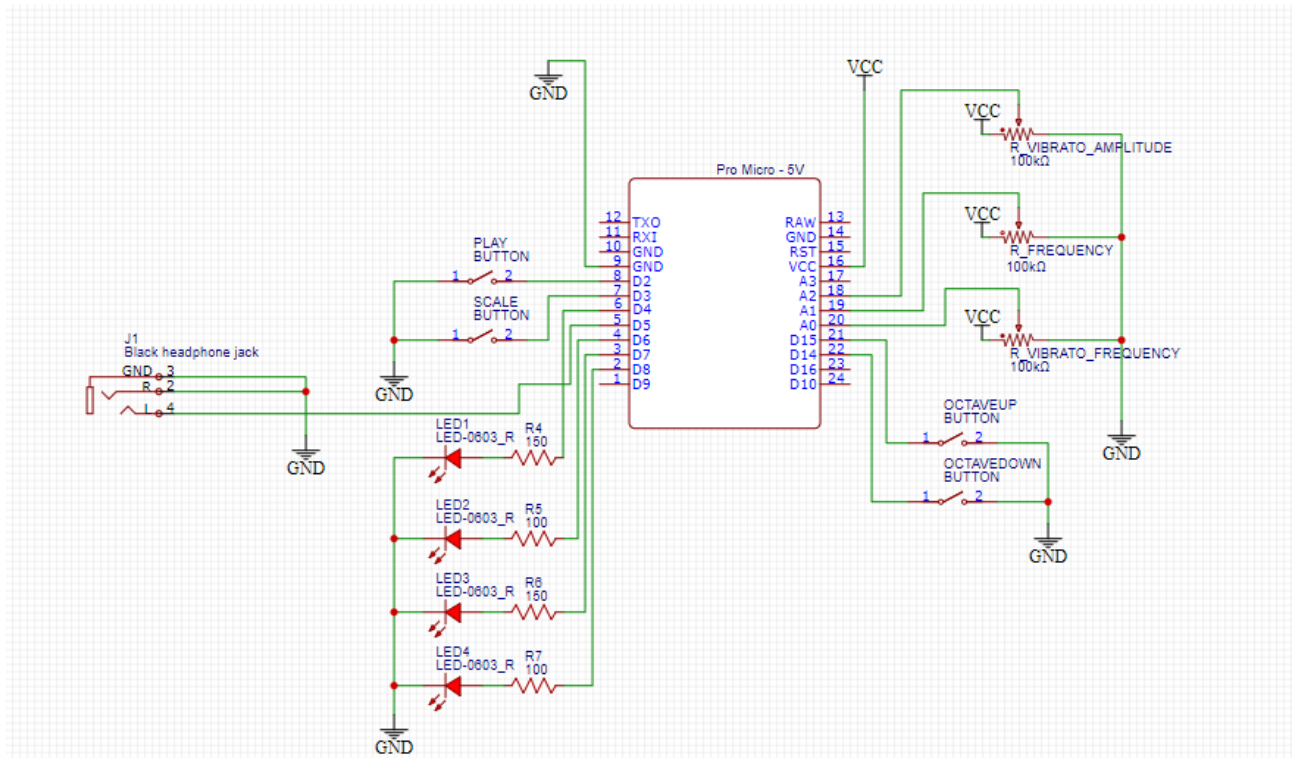 GND
VCC
VCC
R_VIBRATO_AMPLITUDE
100kΩ
Pro Micro - 5V
12 TXO
11 RXI
10 GND
9 GND
8 D2
7 D3
6 D4
5 D5
4 D6
3 D7
2 D8
1 D9
RAW 13
GND 14
RST 15
VCC 16
A3 17
A2 18
A1 19
A0 20
D15 21
D14 22
D16 23
D10 24
VCC
R_FREQUENCY
100kΩ
VCC
R_VIBRATO_FREQUENCY
100kΩ
GND
PLAY
BUTTON
1 2
SCALE
BUTTON
1 2
GND
J1
Black headphone jack
GND 3
R 2
L 4
GND
OCTAVEUP
BUTTON
1 2
OCTAVEDOWN
BUTTON
1 2
GND
LED1
LED-0603_R
R4
150
LED2
LED-0603_R
R5
100
LED3
LED-0603_R
R6
150
LED4
LED-0603_R
R7
100
GND